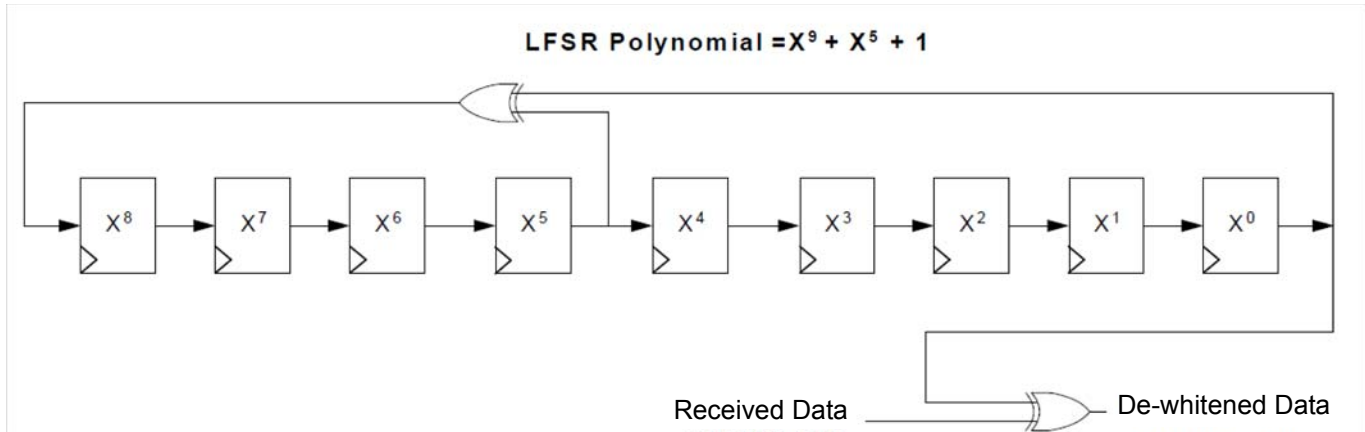 LFSR Polynomial =X⁹ + X⁵ + 1
X⁸ X⁷ X⁶ X⁵ X⁴ X³ X² X¹ X⁰
Received Data
De-whitened Data